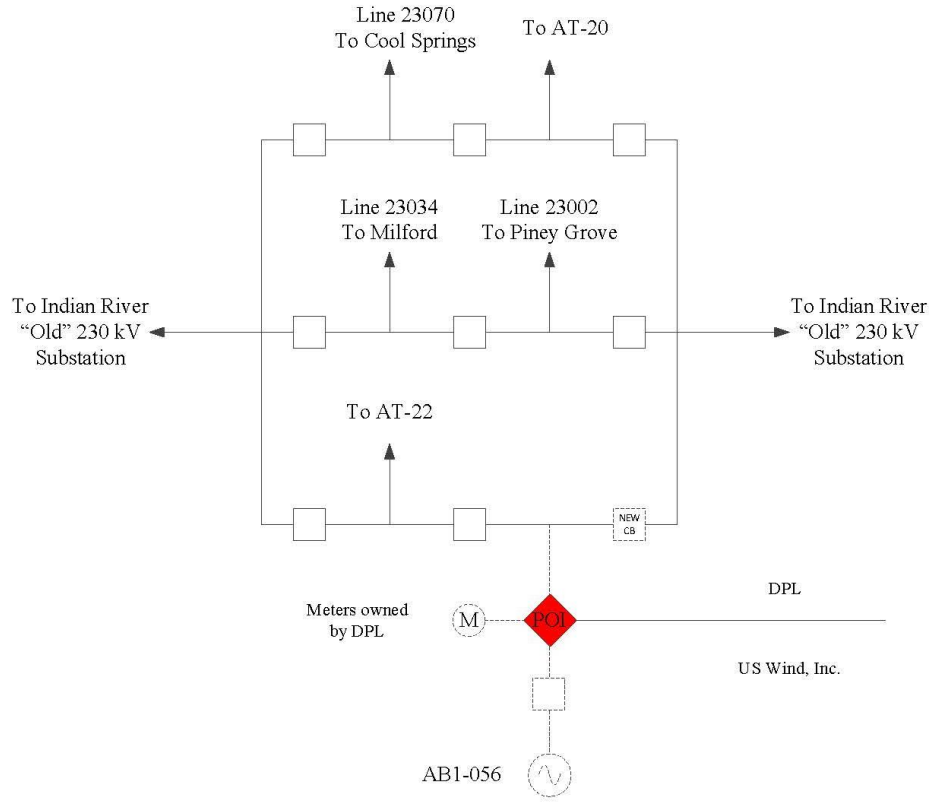 Line 23070
To Cool Springs
To AT-20
Line 23034
To Milford
Line 23002
To Piney Grove
To Indian River
“Old” 230 kV
Substation
To Indian River
“Old” 230 kV
Substation
To AT-22
NEW
CB
DPL
Meters owned
by DPL
M
POI
US Wind, Inc.
AB1-056